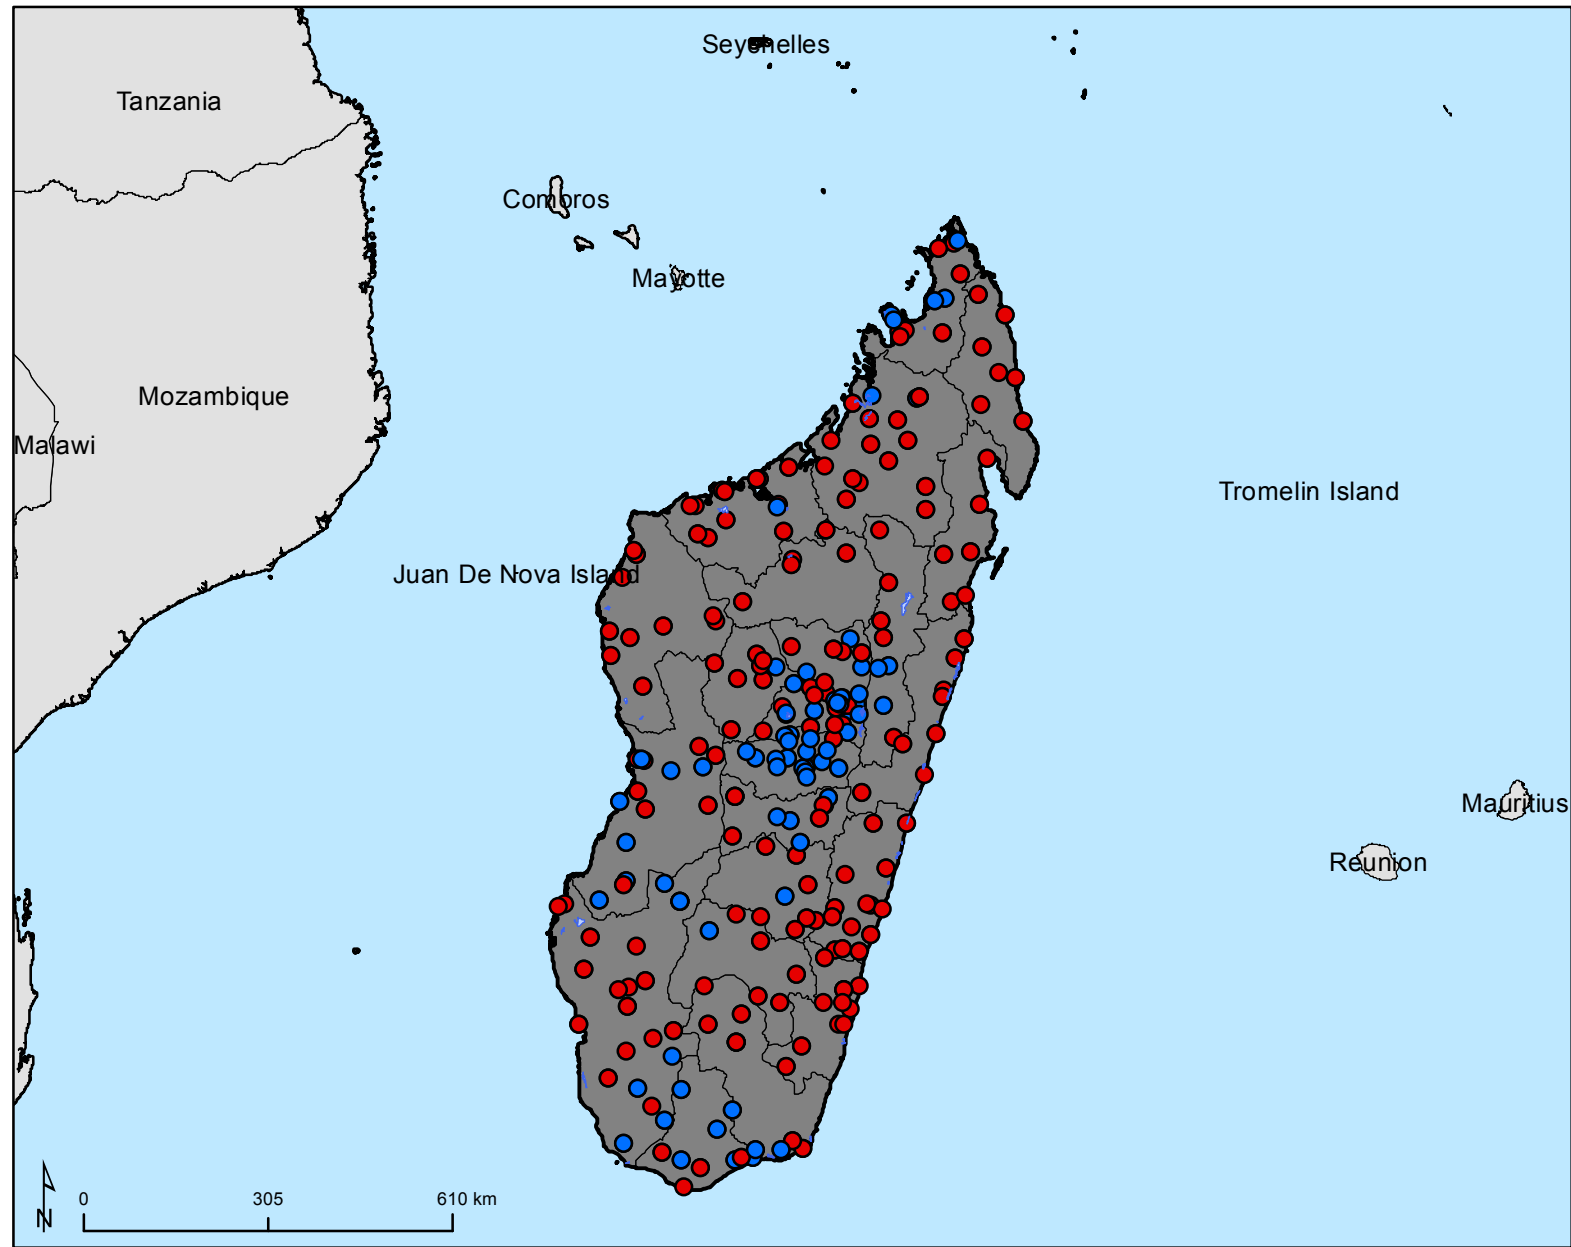 Seychelles
Tanzania
Comoros
Mayotte
Mozambique
Malawi
Tromelin Island
Juan De Nova Island
Mauritius
Reunion
0 305 610 km
N